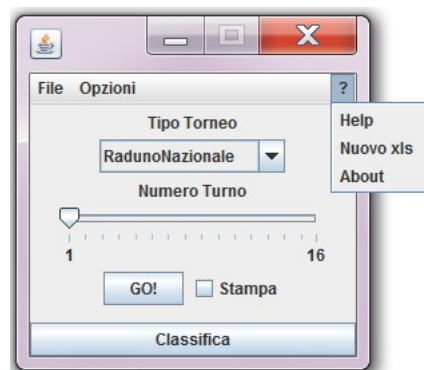 File Opzioni ?
Help
Nuovo xls
About
Tipo Torneo
RadunoNazionale
Numero Turno
1 16
GO! Stampa
Classifica